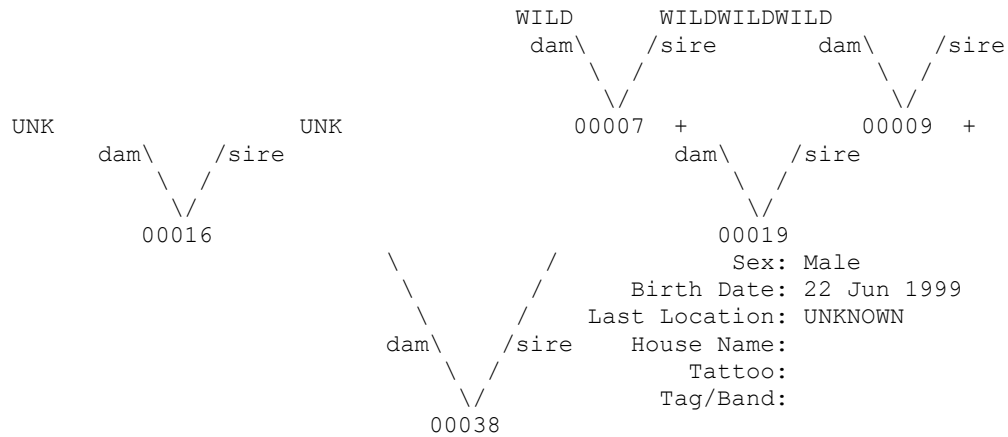 WILD WILDWILDWILD
dam\ /sire dam\ /sire
\ / \ /
\/ \/
UNK UNK 00007 + 00009 +
dam\ /sire dam\ /sire
\ / \ /
\/ \/
00016 00019
\ / Sex: Male
\ / Birth Date: 22 Jun 1999
\ / Last Location: UNKNOWN
dam\ /sire House Name:
\ / Tattoo:
\/ Tag/Band:
00038